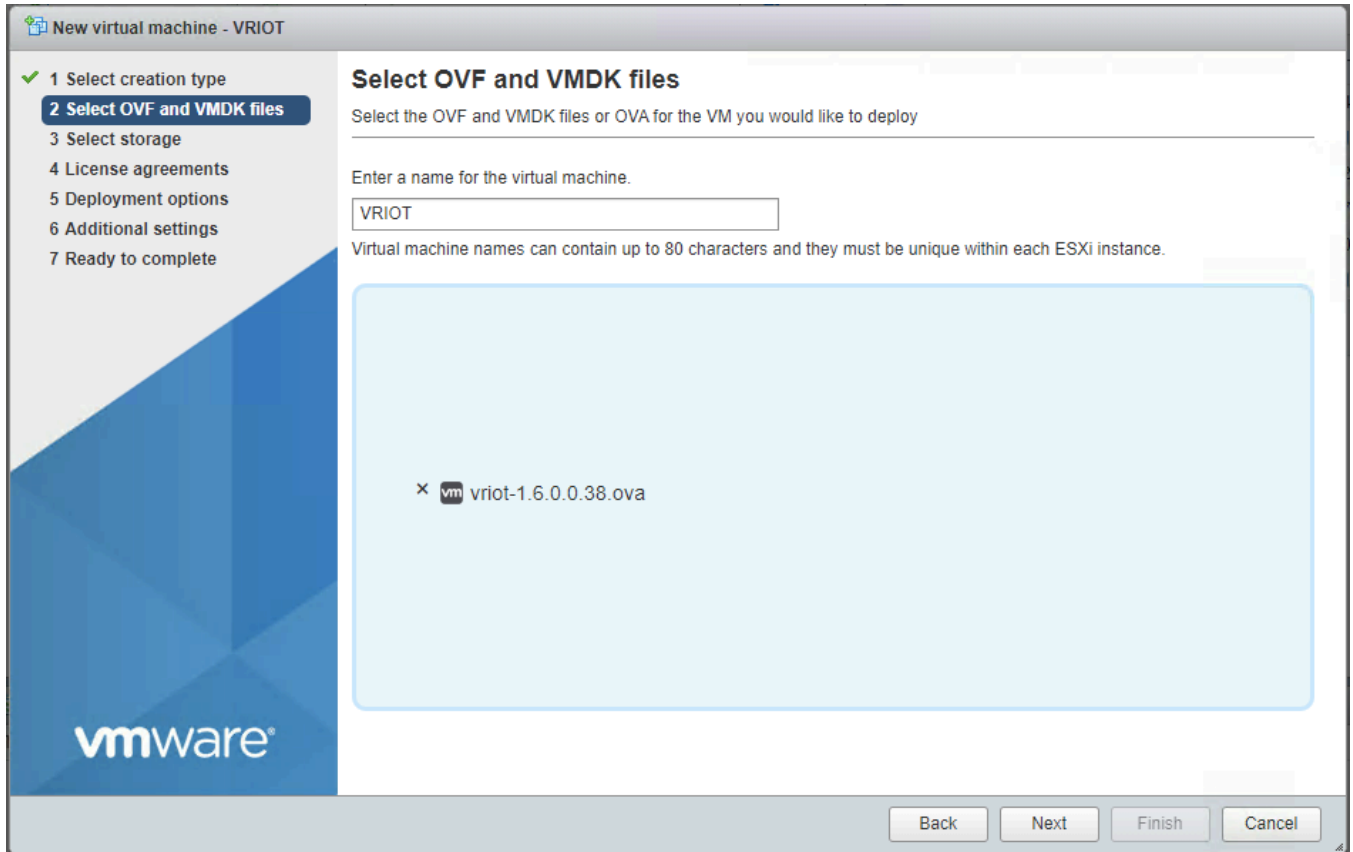 New virtual machine - VRIOT
1 Select creation type
2 Select OVF and VMDK files
3 Select storage
4 License agreements
5 Deployment options
6 Additional settings
7 Ready to complete
vmware®
Select OVF and VMDK files
Select the OVF and VMDK files or OVA for the VM you would like to deploy
Enter a name for the virtual machine.
VRIOT
Virtual machine names can contain up to 80 characters and they must be unique within each ESXi instance.
× vm vriot-1.6.0.0.38.ova
Back Next Finish Cancel